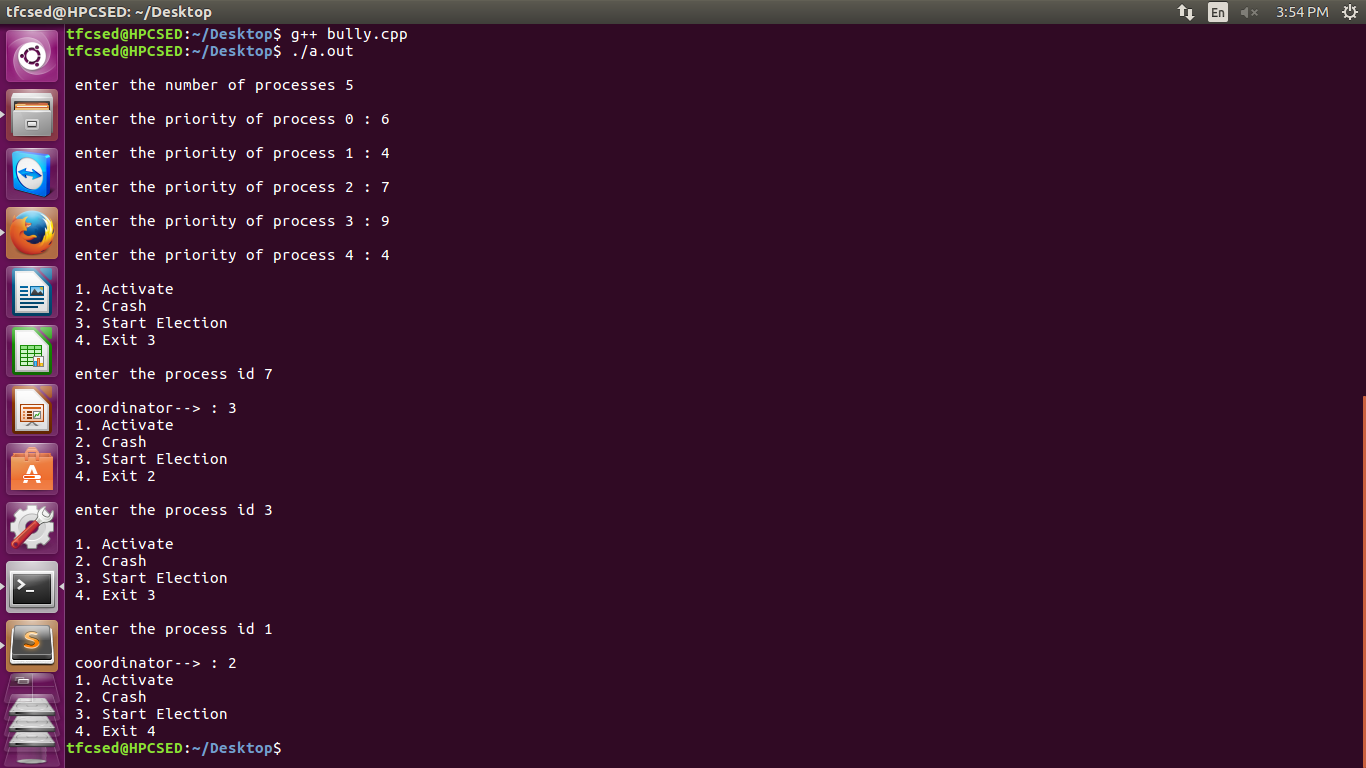 tfcsed@HPCSED: ~/Desktop
En
3:54 PM
tfcsed@HPCSED:~/Desktop$ g++ bully.cpp
tfcsed@HPCSED:~/Desktop$ ./a.out
enter the number of processes 5
enter the priority of process 0 : 6
enter the priority of process 1 : 4
enter the priority of process 2 : 7
enter the priority of process 3 : 9
enter the priority of process 4 : 4
1. Activate
2. Crash
3. Start Election
4. Exit 3
enter the process id 7
coordinator--> : 3
1. Activate
2. Crash
3. Start Election
4. Exit 2
enter the process id 3
1. Activate
2. Crash
3. Start Election
4. Exit 3
enter the process id 1
coordinator--> : 2
1. Activate
2. Crash
3. Start Election
4. Exit 4
tfcsed@HPCSED:~/Desktop$